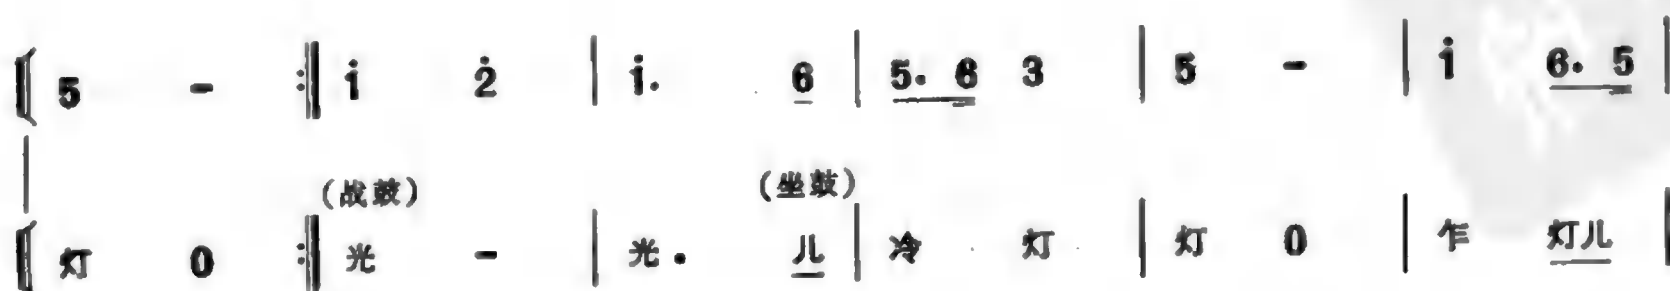 5 - :‖ i̇ 2̇ | i̇. 6 | 5. 6 3 | 5 - | i̇ 6. 5 |
(战鼓) (坐鼓)
灯 0 :‖ 光 - | 光. 儿 | 冷 灯 | 灯 0 | 乍 灯儿 |